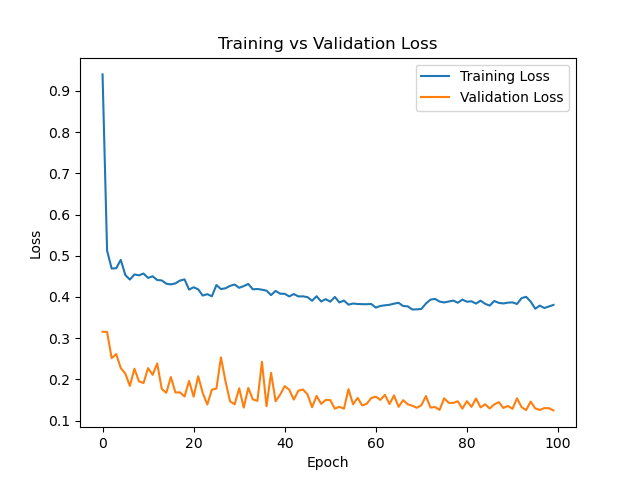 Training vs Validation Loss
Training Loss
Validation Loss
Loss
0.9
0.8
0.7
0.6
0.5
0.4
0.3
0.2
0.1
0 20 40 60 80 100
Epoch